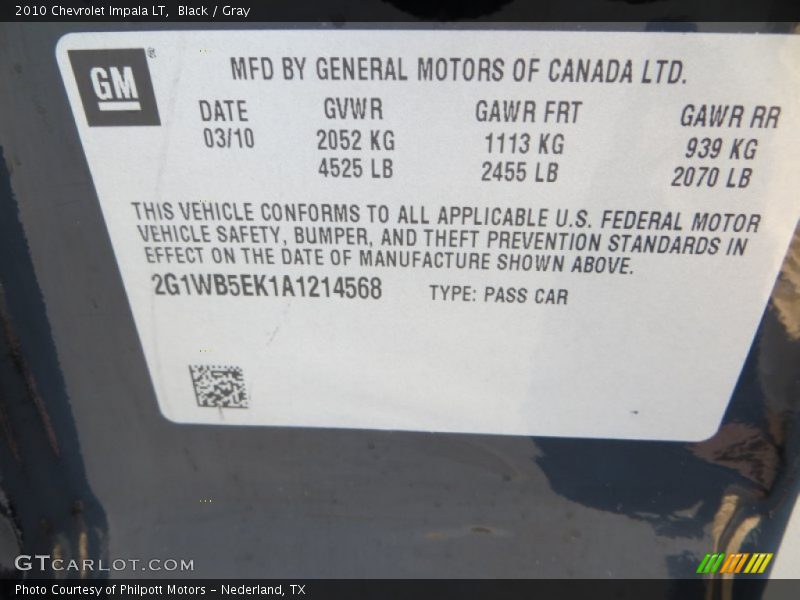 2010 Chevrolet Impala LT,  Black / Gray
GM ®
MFD BY GENERAL MOTORS OF CANADA LTD.
DATE GVWR GAWR FRT GAWR RR
03/10 2052 KG 1113 KG 939 KG
4525 LB 2455 LB 2070 LB
THIS VEHICLE CONFORMS TO ALL APPLICABLE U.S. FEDERAL MOTOR
VEHICLE SAFETY, BUMPER, AND THEFT PREVENTION STANDARDS IN
EFFECT ON THE DATE OF MANUFACTURE SHOWN ABOVE.
2G1WB5EK1A1214568 TYPE: PASS CAR
GTCARLOT.COM
Photo Courtesy of Philpott Motors - Nederland, TX